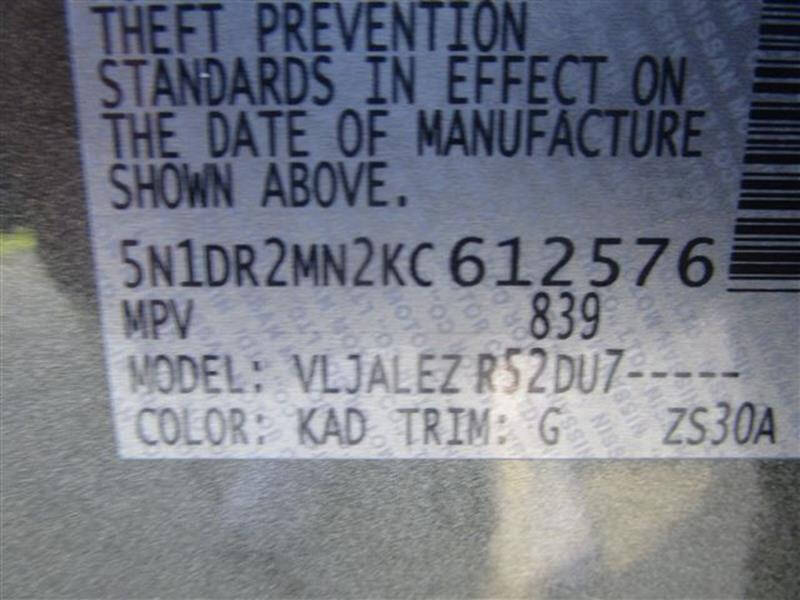 THEFT PREVENTION
STANDARDS IN EFFECT ON
THE DATE OF MANUFACTURE
SHOWN ABOVE.
5N1DR2MN2KC612576
MPV 839
MODEL: VLJALEZ R52DU7-----
COLOR: KAD TRIM: G ZS30A